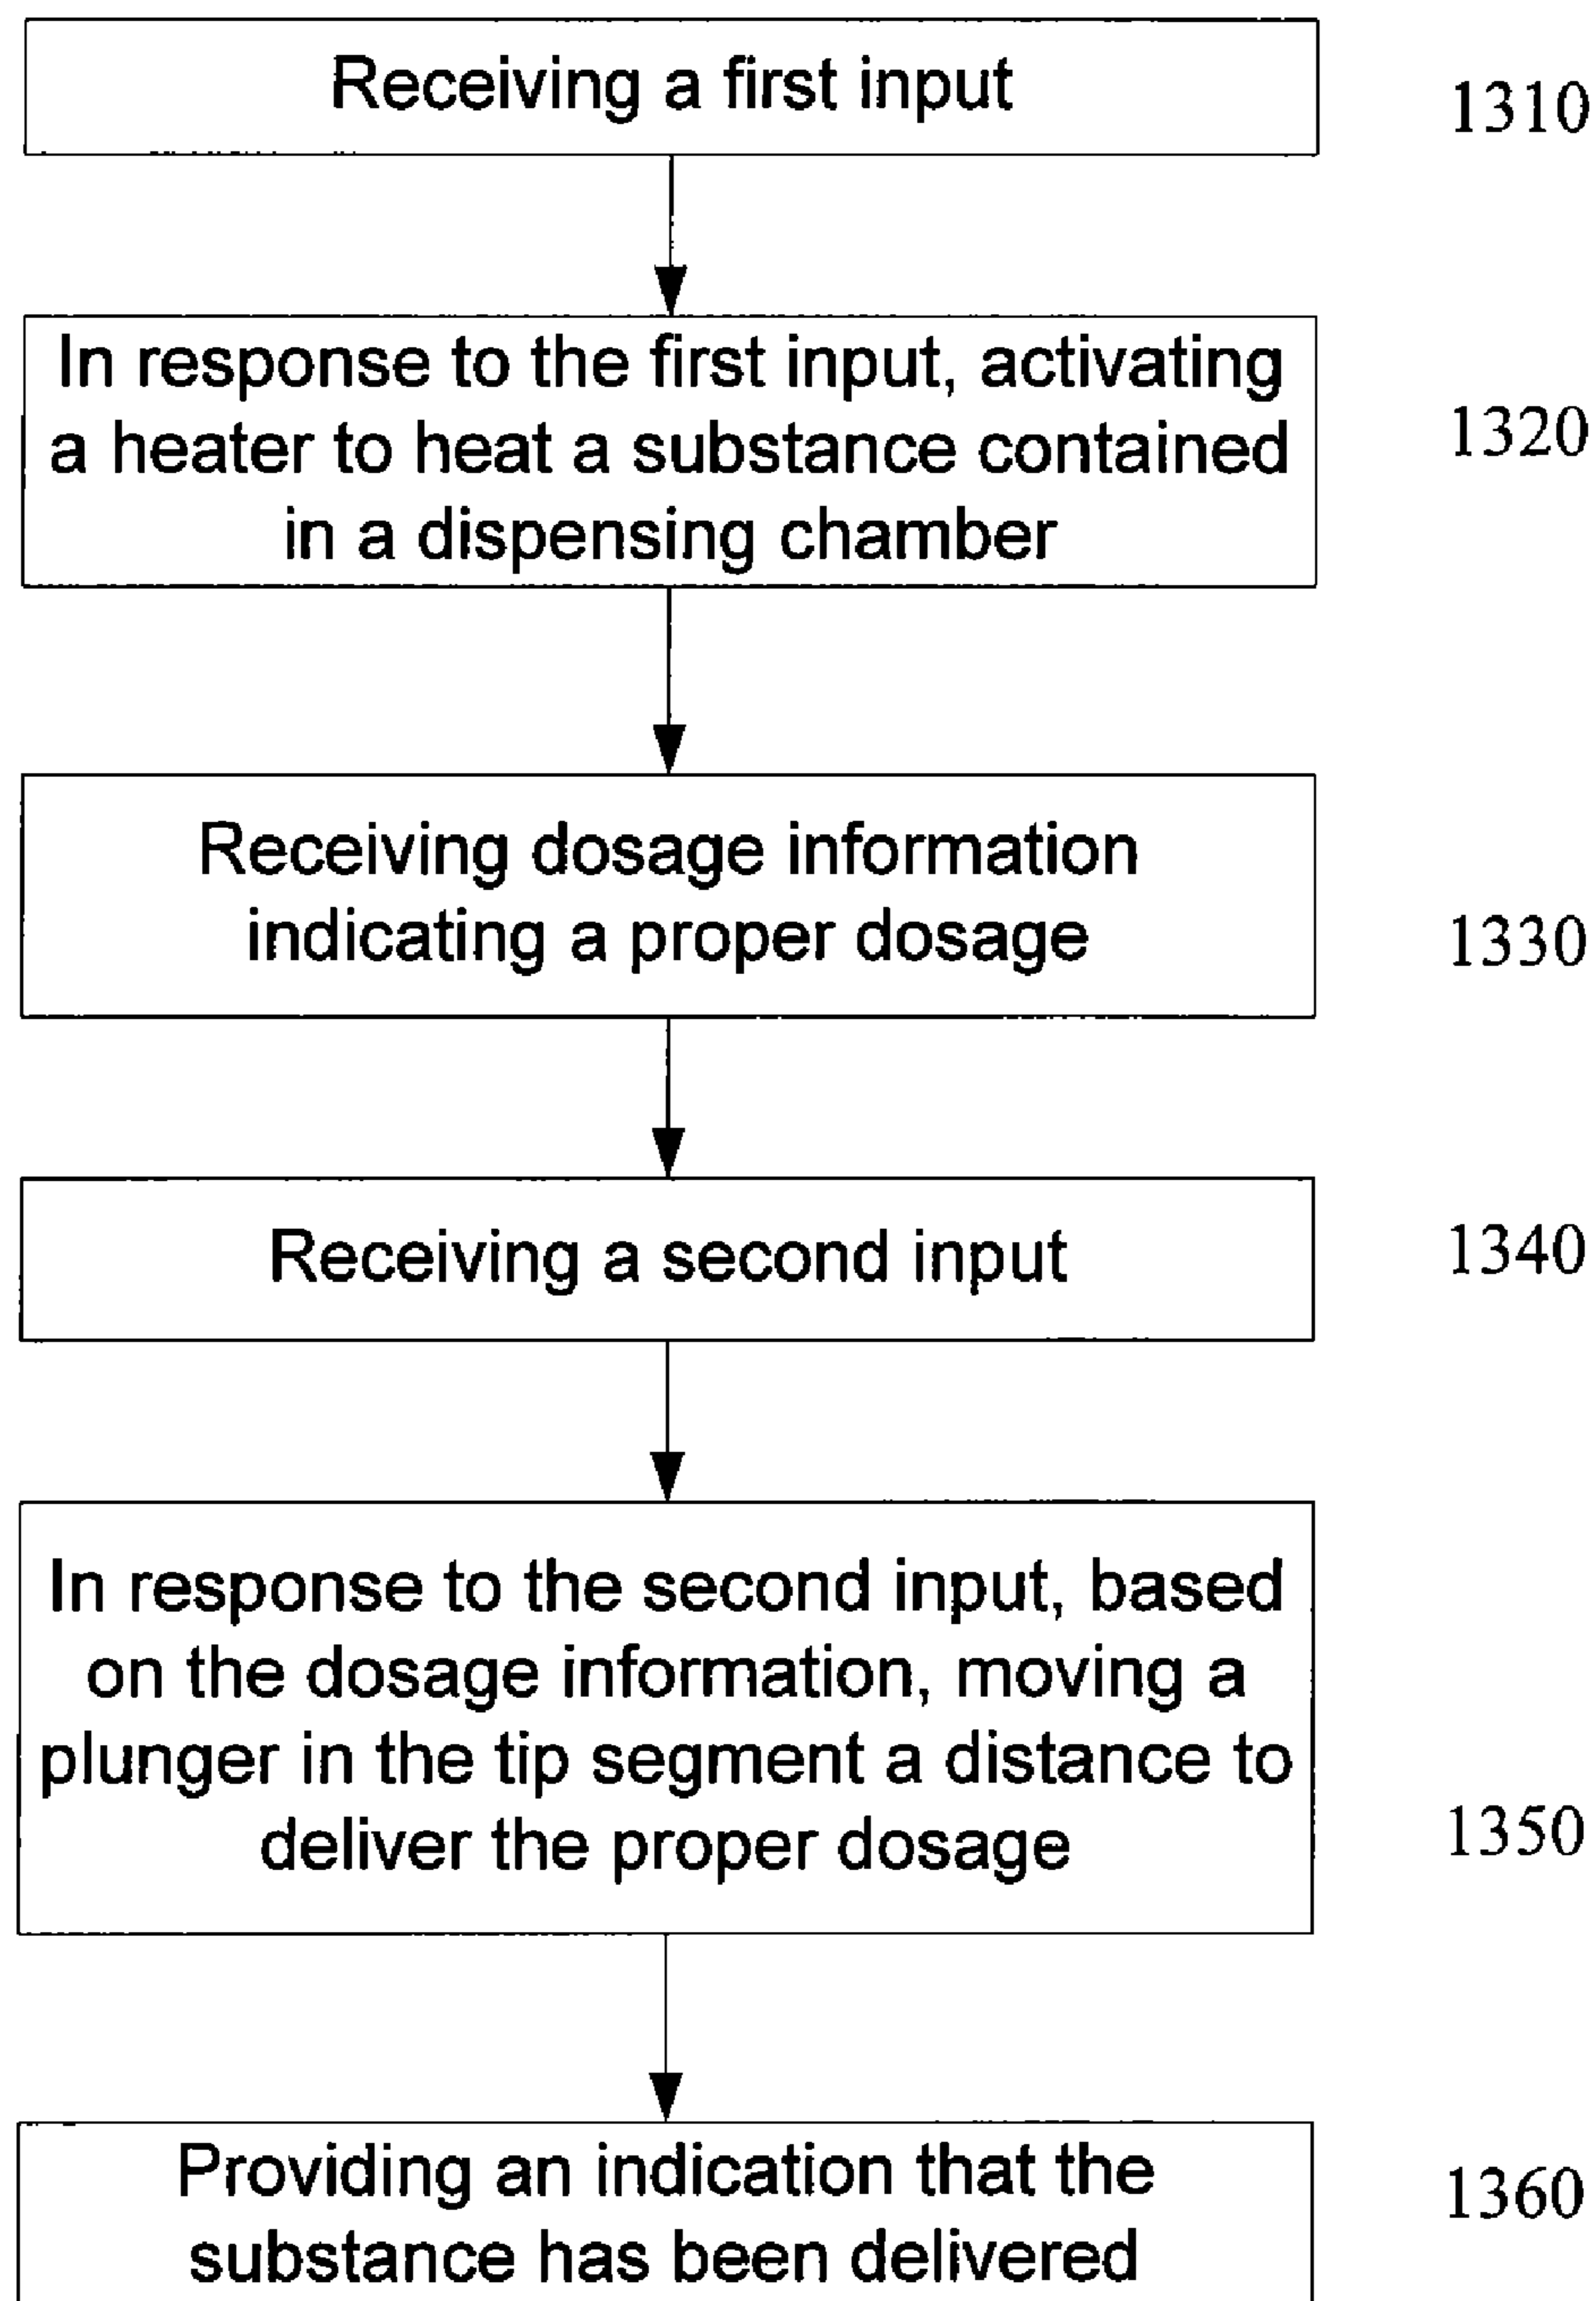 Receiving a first input
1310
In response to the first input, activating
a heater to heat a substance contained
in a dispensing chamber
1320
Receiving dosage information
indicating a proper dosage
1330
Receiving a second input
1340
In response to the second input, based
on the dosage information, moving a
plunger in the tip segment a distance to
deliver the proper dosage
1350
Providing an indication that the
substance has been delivered
1360